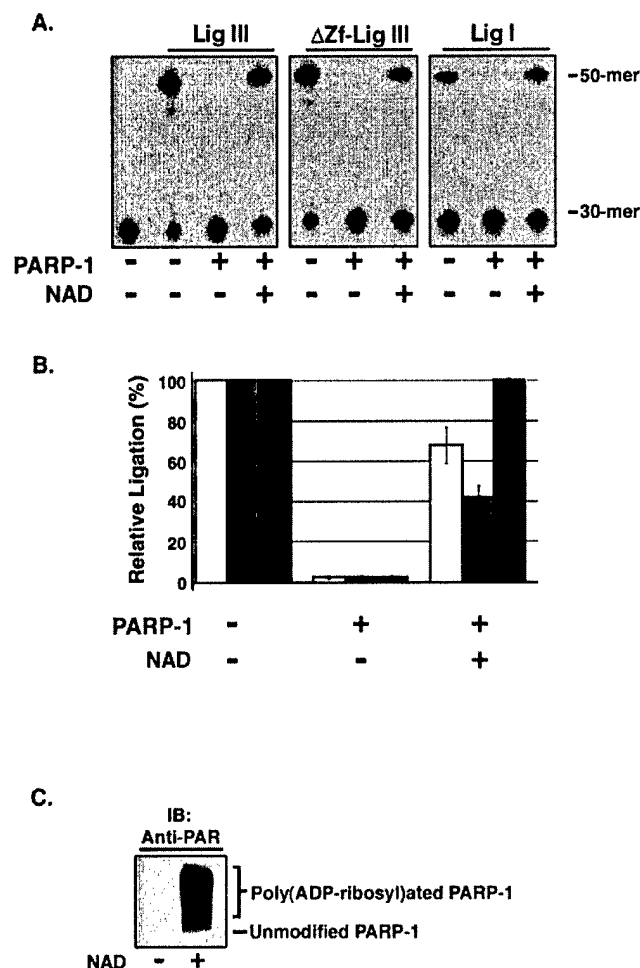 A.
Lig III ΔZf-Lig III Lig I
-50-mer
-30-mer
PARP-1 - - + + - + + - + +
NAD - - - + - - + - - +
B.
Relative Ligation (%)
100
80
60
40
20
0
PARP-1 - + +
NAD - - +
C.
IB:
Anti-PAR
Poly(ADP-ribosyl)ated PARP-1
-Unmodified PARP-1
NAD - +